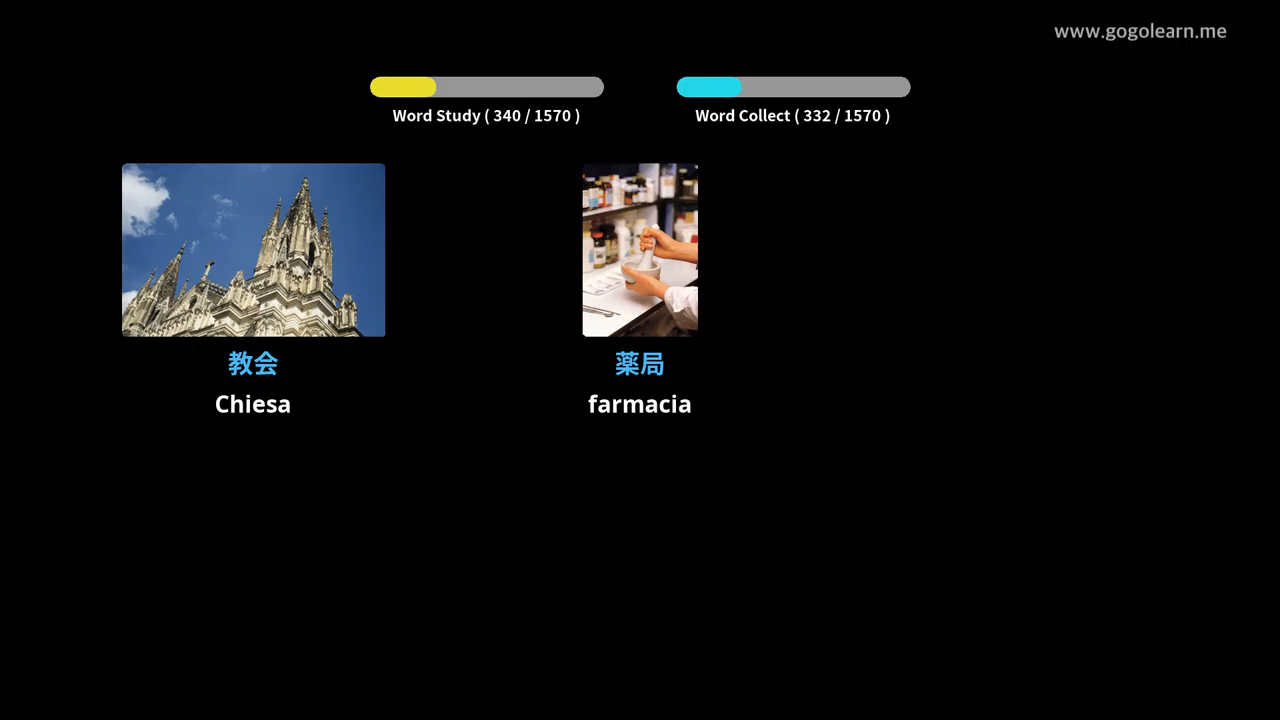 www.gogolearn.me
Word Study ( 340 / 1570 )
Word Collect ( 332 / 1570 )
教会
Chiesa
薬局
farmacia